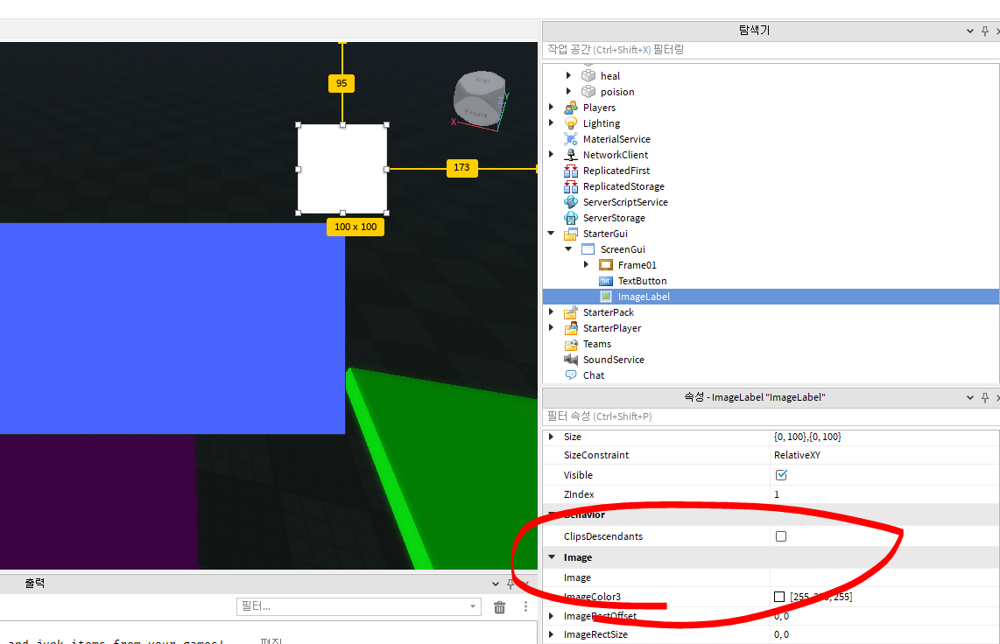 탐색기
작업 공간 (Ctrl+Shift+X) 필터링
95
Front
Y
Z
X
173
100 x 100
heal
poision
Players
Lighting
MaterialService
NetworkClient
ReplicatedFirst
ReplicatedStorage
ServerScriptService
ServerStorage
StarterGui
ScreenGui
Frame01
TXT TextButton
ImageLabel
StarterPack
StarterPlayer
Teams
SoundService
Chat
속성 - ImageLabel "ImageLabel"
필터 속성 (Ctrl+Shift+P)
Size {0, 100},{0, 100}
SizeConstraint RelativeXY
Visible
ZIndex 1
Behavior
ClipsDescendants
Image
Image
ImageColor3 [255, 255, 255]
ImageRectOffset 0, 0
ImageRectSize 0, 0
출력
필터...
and junk items from your games! 편집